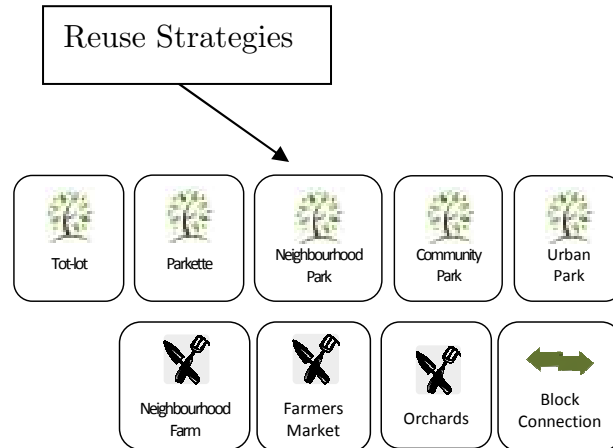 Reuse Strategies
Tot-lot
Parkette
Neighbourhood
Park
Community
Park
Urban
Park
Neighbourhood
Farm
Farmers
Market
Orchards
Block
Connection